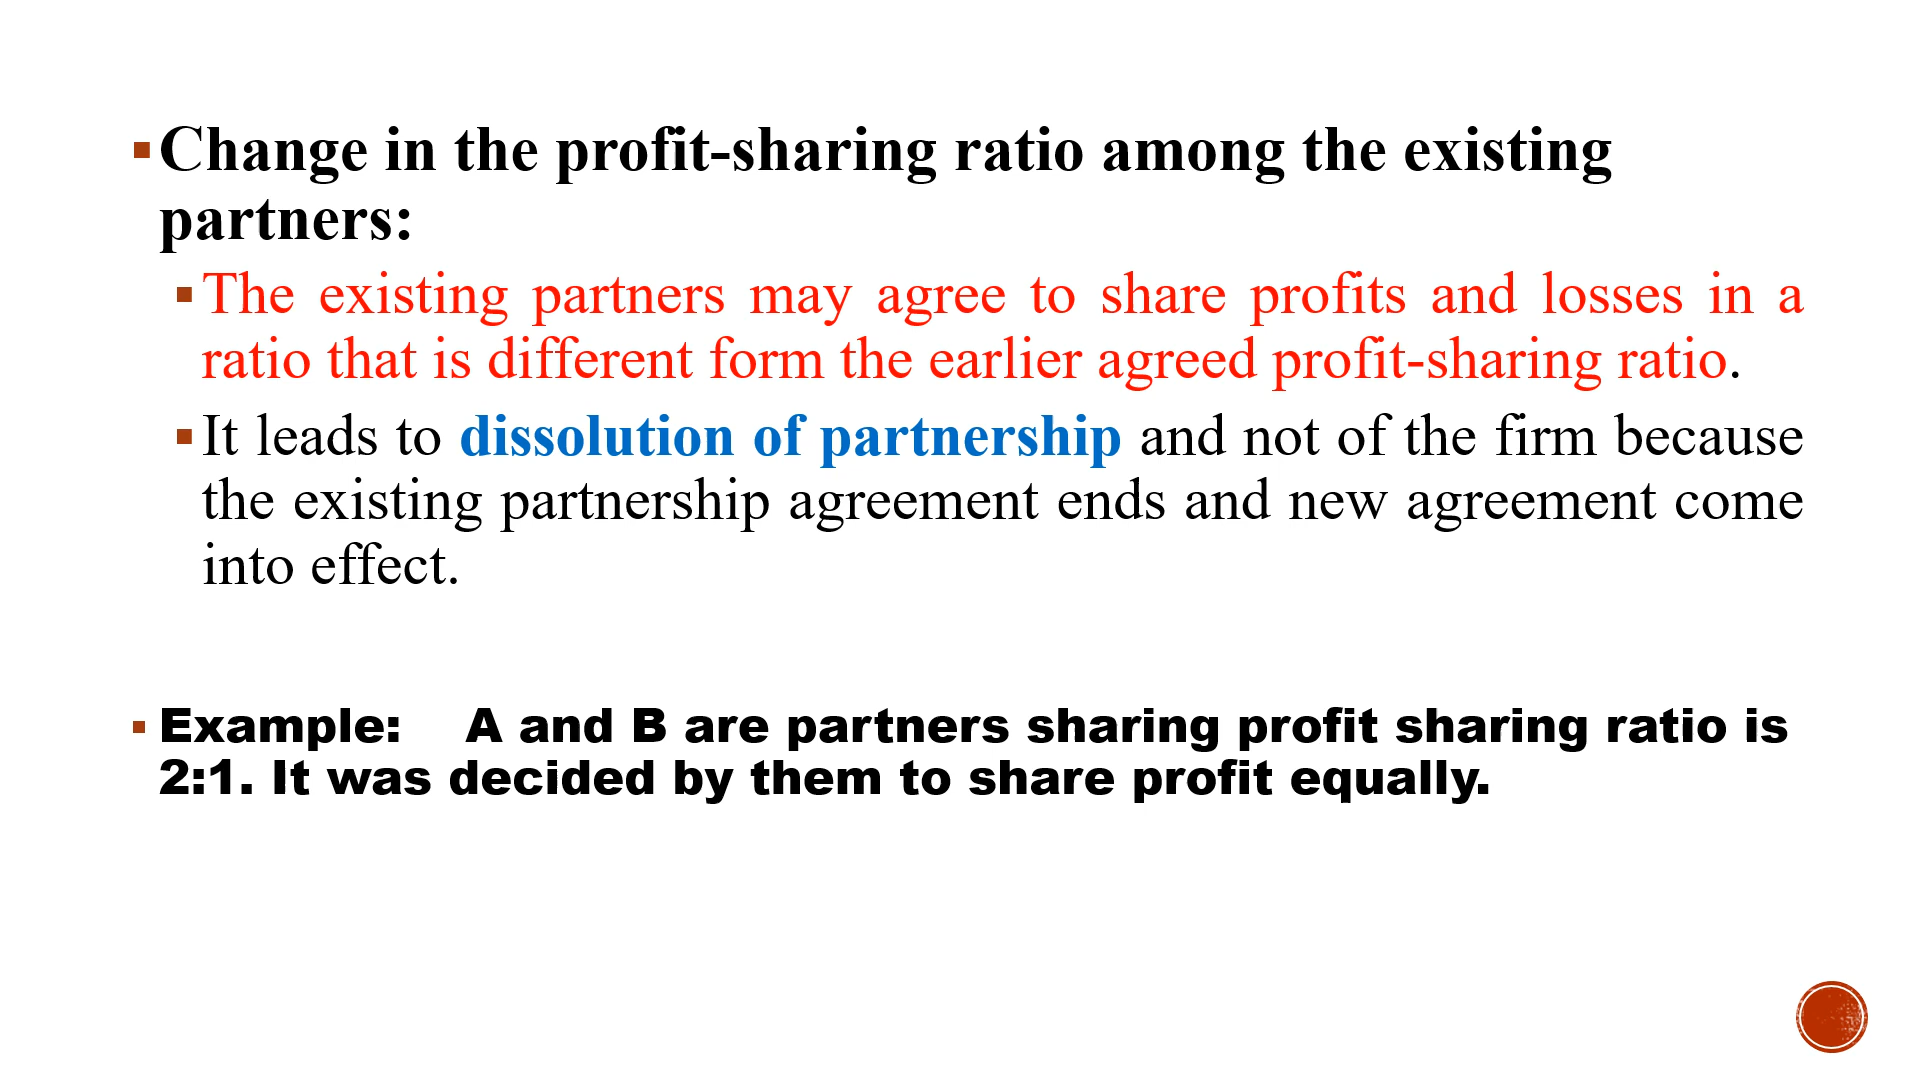 ▪Change in the profit-sharing ratio among the existing
partners:
▪The existing partners may agree to share profits and losses in a
ratio that is different form the earlier agreed profit-sharing ratio.
▪It leads to dissolution of partnership and not of the firm because
the existing partnership agreement ends and new agreement come
into effect.
▪ Example: A and B are partners sharing profit sharing ratio is
2:1. It was decided by them to share profit equally.